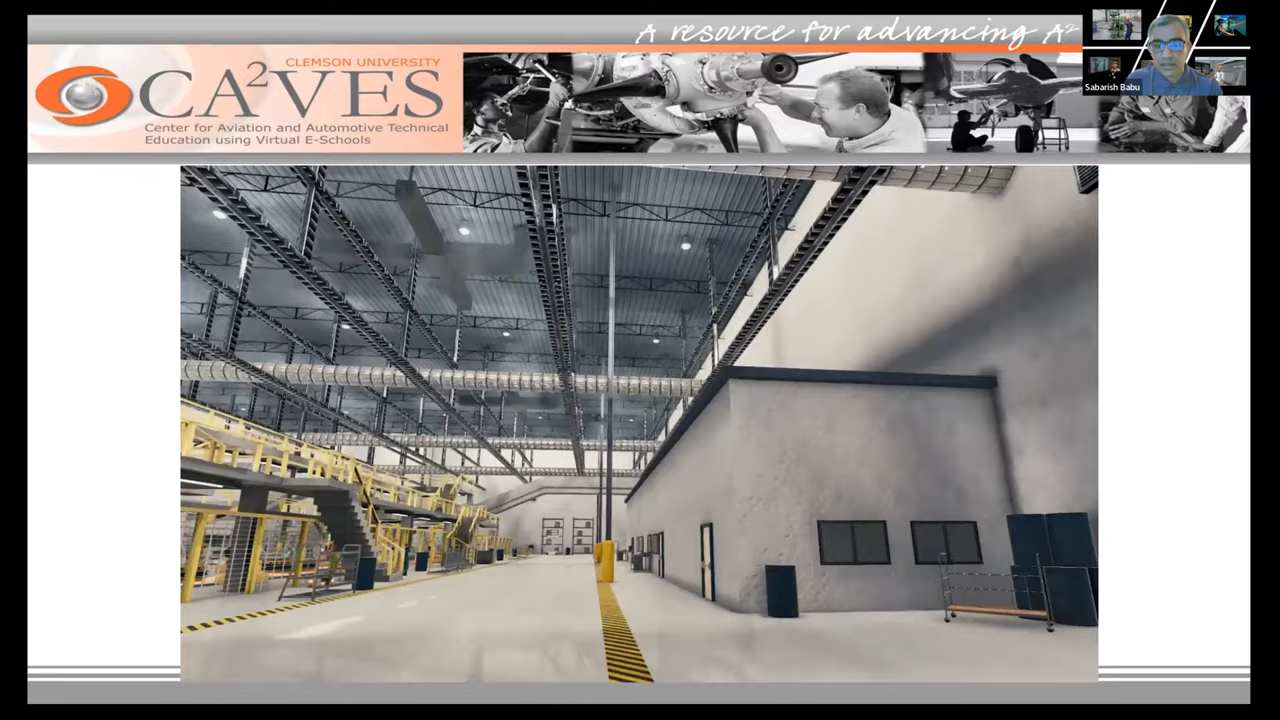 A resource for advancing A²
CLEMSON UNIVERSITY
CA²VES
Center for Aviation and Automotive Technical
Education using Virtual E-Schools
Sabarish Babu